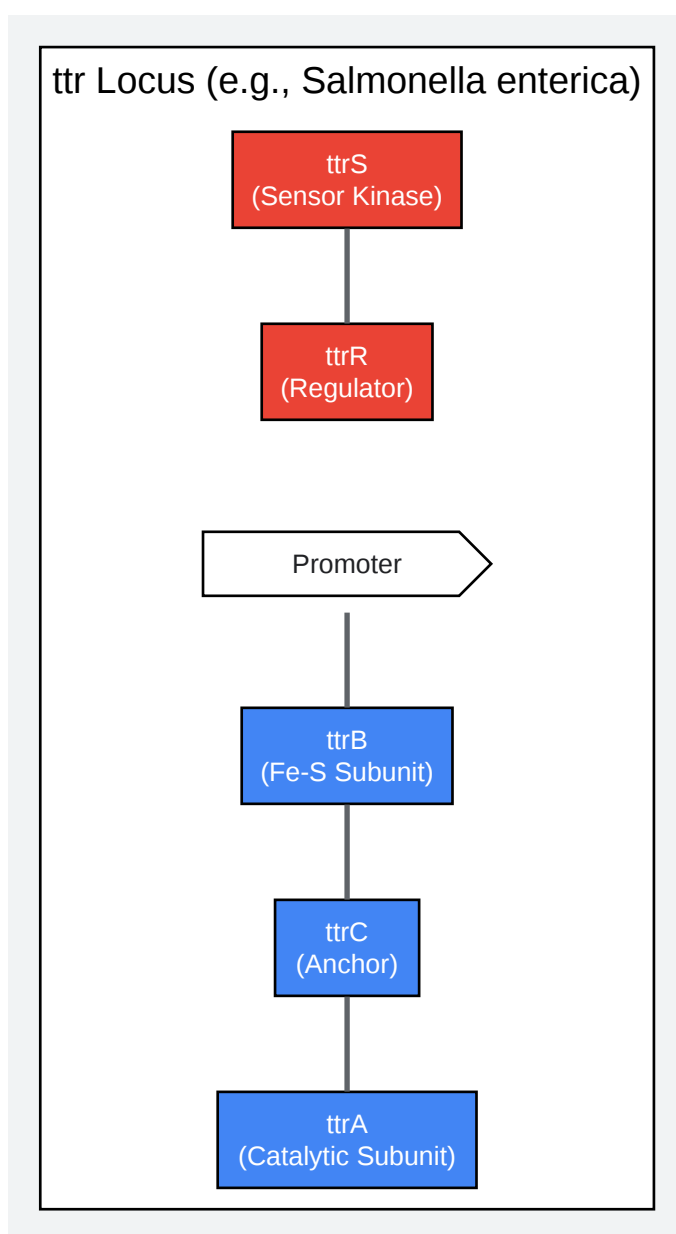 ttr Locus (e.g., Salmonella enterica)
ttrS
(Sensor Kinase)
ttrR
(Regulator)
Promoter
ttrB
(Fe-S Subunit)
ttrC
(Anchor)
ttrA
(Catalytic Subunit)